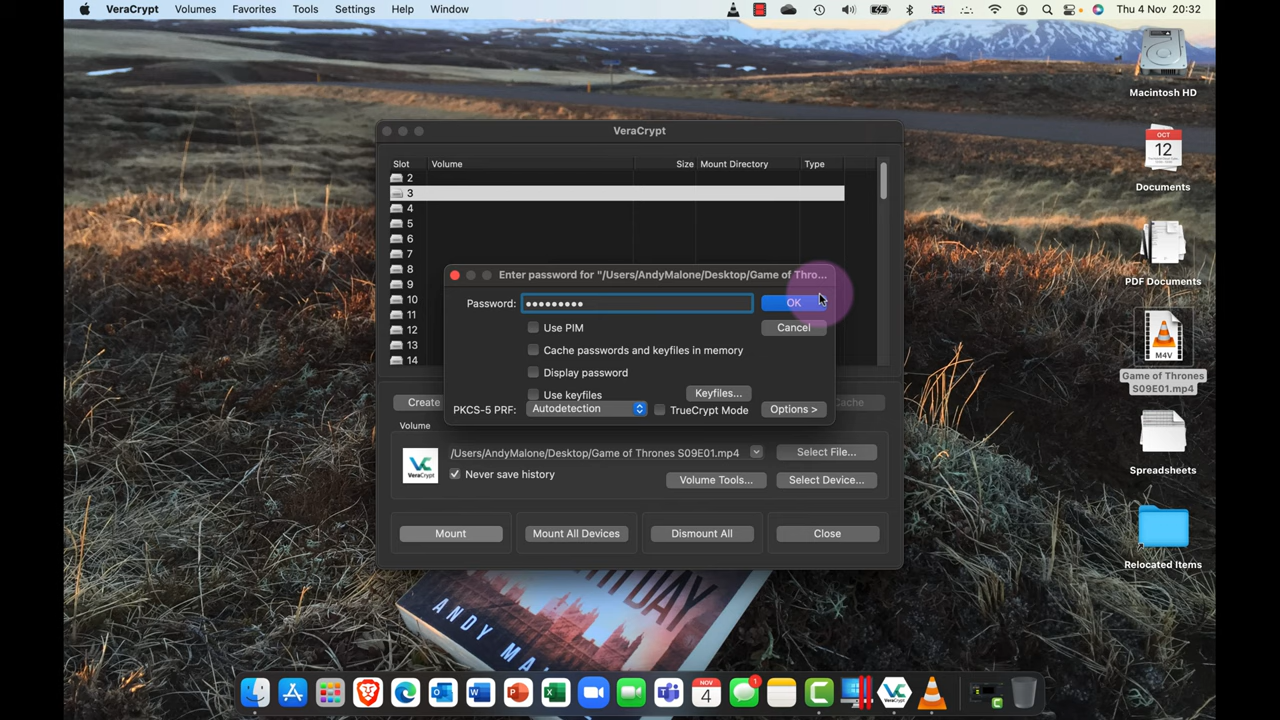 VeraCrypt Volumes Favorites Tools Settings Help Window Thu 4 Nov 20:32
Macintosh HD
OCT
12
Documents
PDF Documents
M4V
Game of Thrones
S09E01.mp4
Spreadsheets
Relocated Items
VeraCrypt
Slot Volume Size Mount Directory Type
2
3
4
5
6
7
8
9
10
11
12
13
14
Enter password for "/Users/AndyMalone/Desktop/Game of Thro...
Password: ●●●●●●●●● OK
Use PIM Cancel
Cache passwords and keyfiles in memory
Display password
Use keyfiles Keyfiles...
PKCS-5 PRF: Autodetection TrueCrypt Mode Options >
Create Cache
Volume
VeraCrypt
/Users/AndyMalone/Desktop/Game of Thrones S09E01.mp4 Select File...
Never save history Volume Tools... Select Device...
Mount Mount All Devices Dismount All Close
DAY
ANDY
NOV
4
1